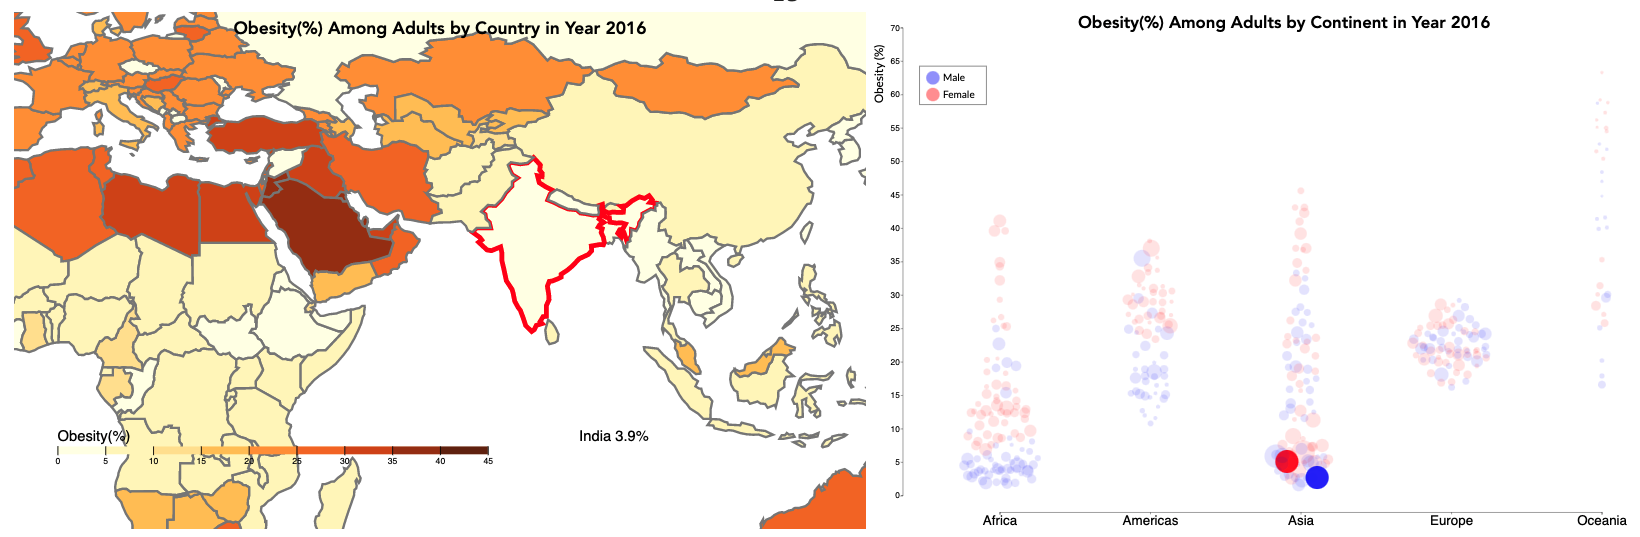 Obesity(%) Among Adults by Country in Year 2016
Obesity(%)
0 5 10 15 20 25 30 35 40 45
India 3.9%
Obesity(%) Among Adults by Continent in Year 2016
Obesity (%)
70
65
60
55
50
45
40
35
30
25
20
15
10
5
0
Male
Female
Africa Americas Asia Europe Oceania